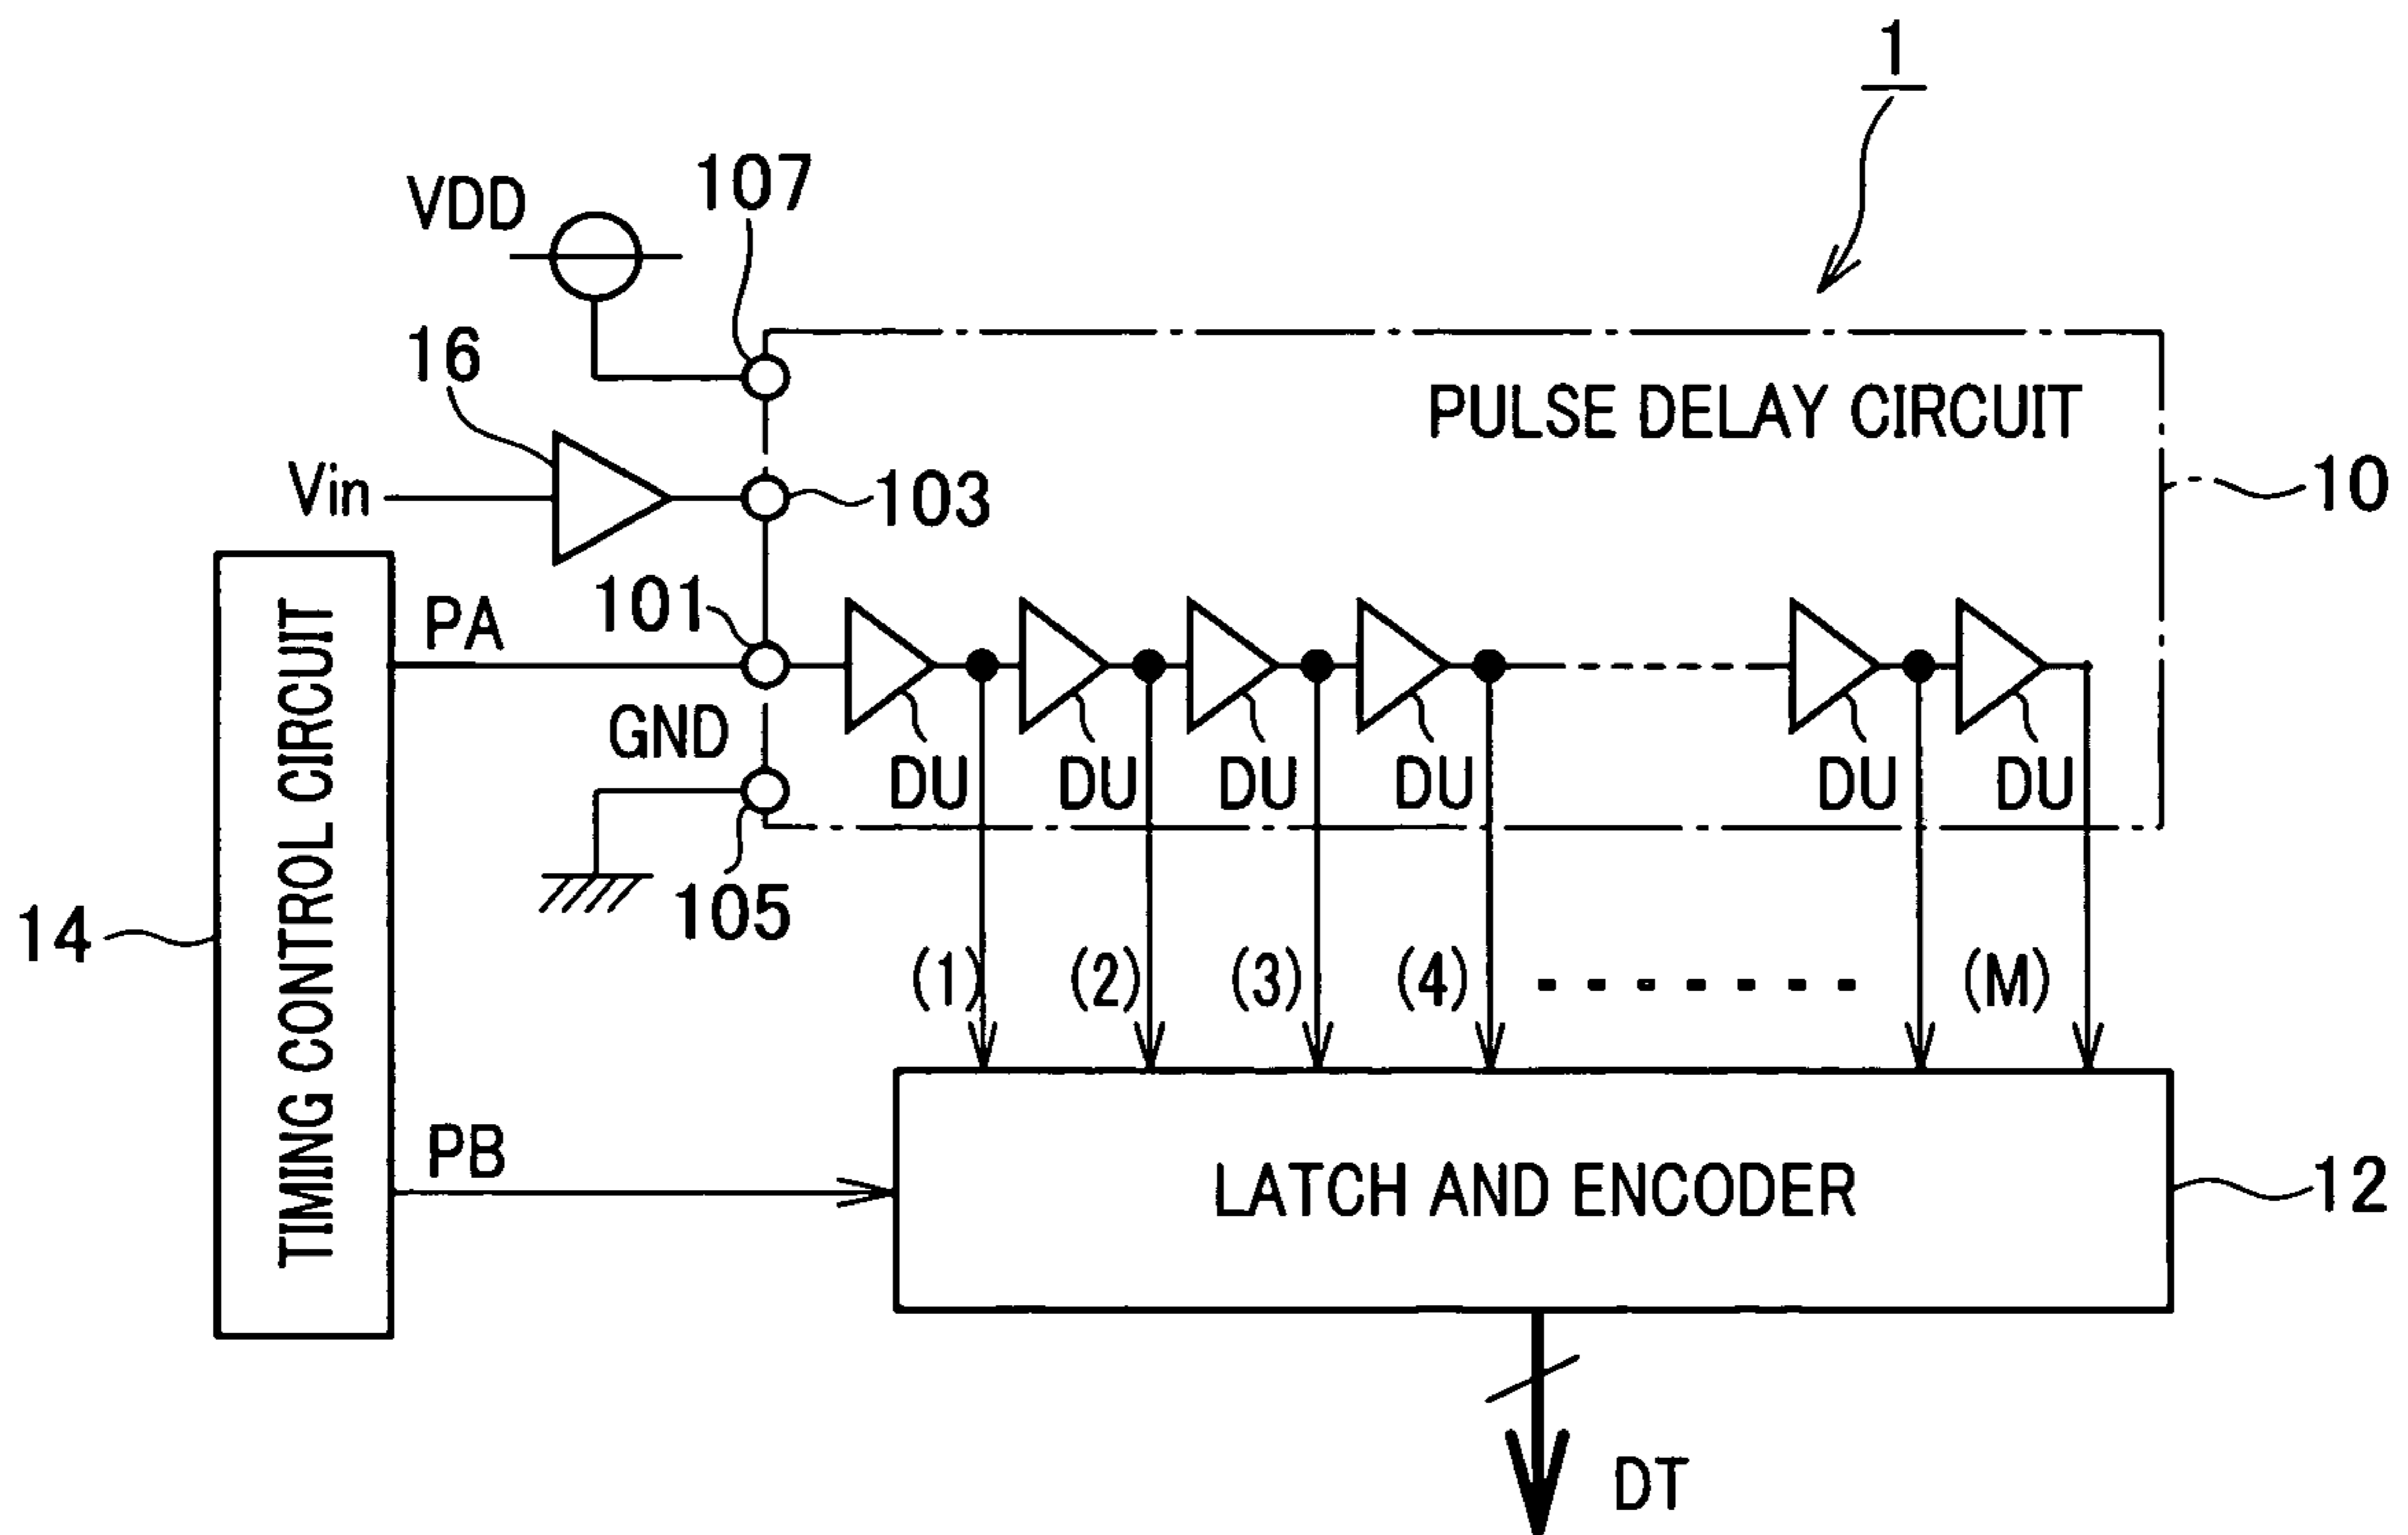 1
107
VDD
16
PULSE DELAY CIRCUIT
Vin
103
10
TIMING CONTROL CIRCUIT
PA
101
GND
DU
DU
DU
DU
DU
DU
105
14
(1)
(2)
(3)
(4)
.......
(M)
PB
LATCH AND ENCODER
12
DT